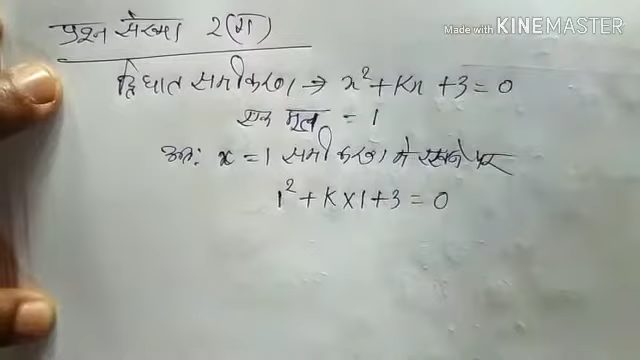 Made with KINEMASTER
प्रश्न संख्या 2(ग)
द्विघात समीकरण → x²+Kx+3=0
एक मूल = 1
अतः x=1 समीकरण मे रखने पर
1²+K×1+3=0